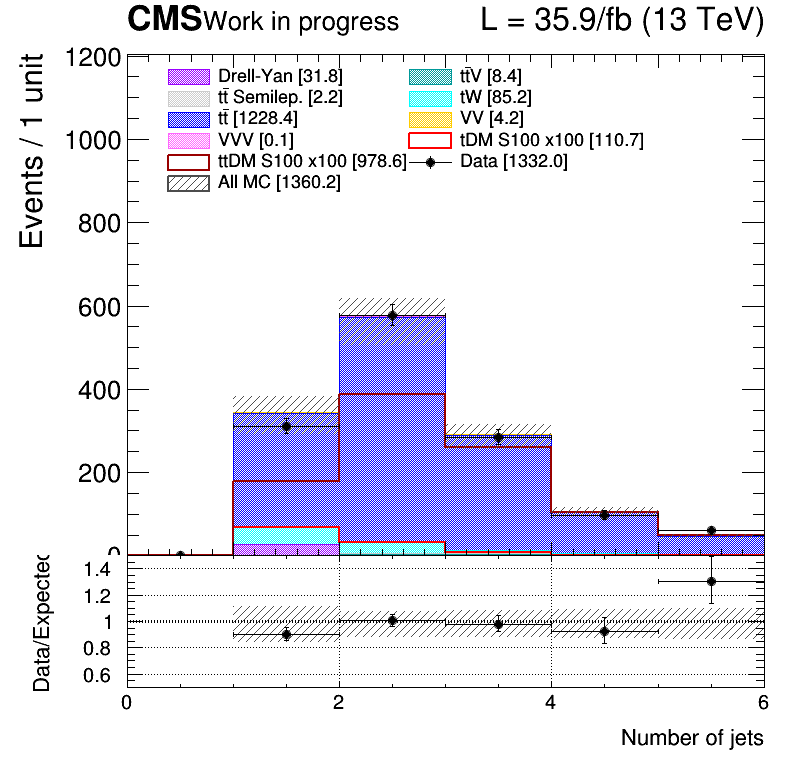 CMS Work in progress L = 35.9/fb (13 TeV)
Events / 1 unit
1200
1000
800
600
400
200
0
Drell-Yan [31.8] tt̄V [8.4]
tt̄ Semilep. [2.2] tW [85.2]
tt̄ [1228.4] VV [4.2]
VVV [0.1] tDM S100 x100 [110.7]
ttDM S100 x100 [978.6] Data [1332.0]
All MC [1360.2]
Data/Expected
1.4
1.2
1
0.8
0.6
0 2 4 6
Number of jets